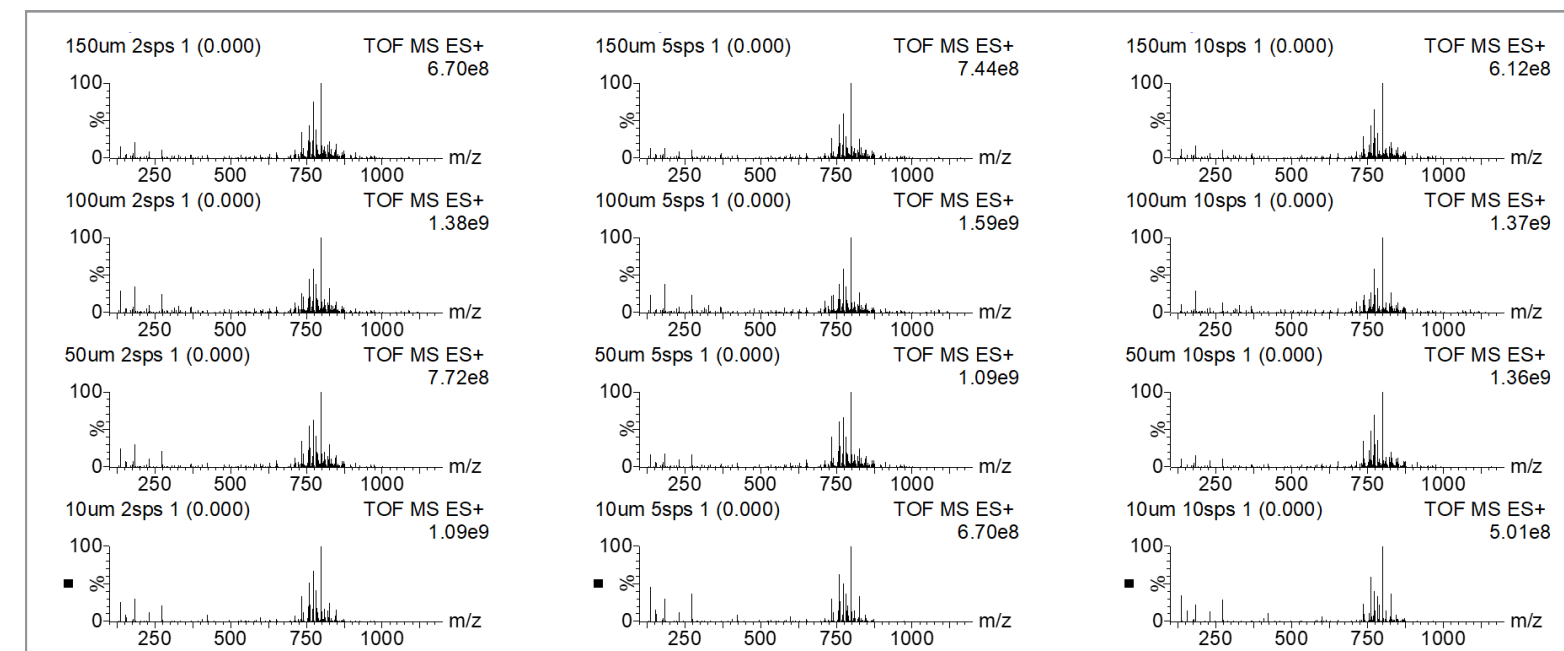 150um 2sps 1 (0.000) TOF MS ES+
6.70e8
100
%
0
250 500 750 1000 m/z
150um 5sps 1 (0.000) TOF MS ES+
7.44e8
100
%
0
250 500 750 1000 m/z
150um 10sps 1 (0.000) TOF MS ES+
6.12e8
100
%
0
250 500 750 1000 m/z
100um 2sps 1 (0.000) TOF MS ES+
1.38e9
100
%
0
250 500 750 1000 m/z
100um 5sps 1 (0.000) TOF MS ES+
1.59e9
100
%
0
250 500 750 1000 m/z
100um 10sps 1 (0.000) TOF MS ES+
1.37e9
100
%
0
250 500 750 1000 m/z
50um 2sps 1 (0.000) TOF MS ES+
7.72e8
100
%
0
250 500 750 1000 m/z
50um 5sps 1 (0.000) TOF MS ES+
1.09e9
100
%
0
250 500 750 1000 m/z
50um 10sps 1 (0.000) TOF MS ES+
1.36e9
100
%
0
250 500 750 1000 m/z
10um 2sps 1 (0.000) TOF MS ES+
1.09e9
100
%
0
250 500 750 1000 m/z
10um 5sps 1 (0.000) TOF MS ES+
6.70e8
100
%
0
250 500 750 1000 m/z
10um 10sps 1 (0.000) TOF MS ES+
5.01e8
100
%
0
250 500 750 1000 m/z